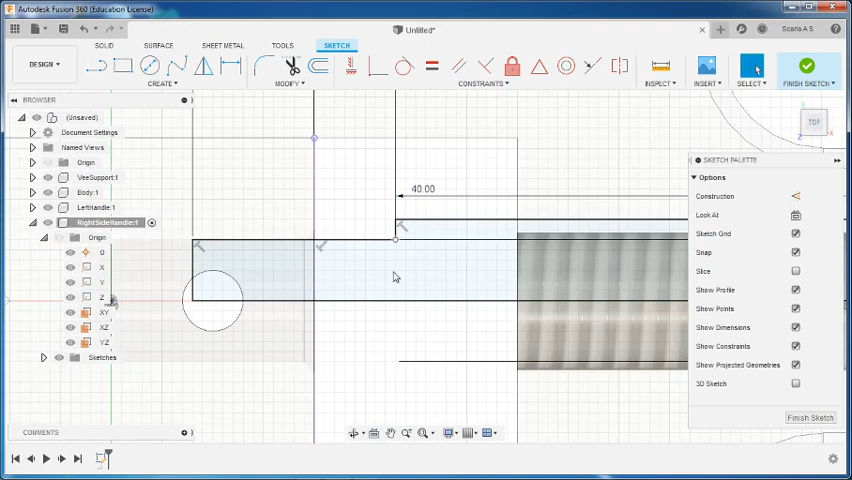 Autodesk Fusion 360 (Education License)
Untitled*
Scaria A S
SOLID
SURFACE
SHEET METAL
TOOLS
SKETCH
DESIGN
CREATE
MODIFY
CONSTRAINTS
INSPECT
INSERT
SELECT
FINISH SKETCH
BROWSER
(Unsaved)
Document Settings
Named Views
Origin
VeeSupport:1
Body:1
LeftHandle:1
RightSideHandle:1
Origin
O
X
Y
Z
XY
XZ
YZ
Sketches
40.00
TOP
X
Z
SKETCH PALETTE
Options
Construction
Look At
Sketch Grid
Snap
Slice
Show Profile
Show Points
Show Dimensions
Show Constraints
Show Projected Geometries
3D Sketch
Finish Sketch
COMMENTS